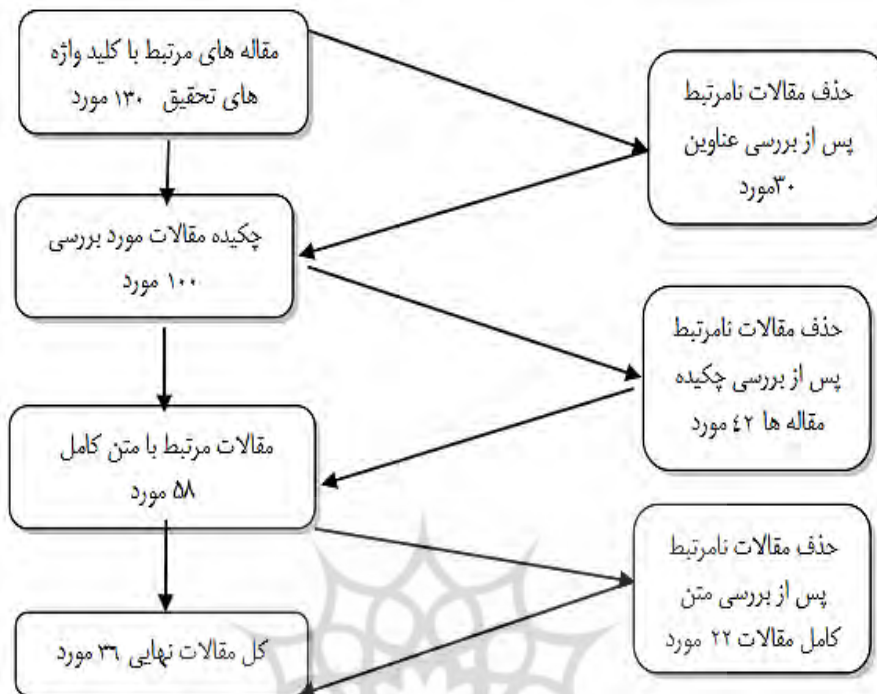 مقاله های مرتبط با کلید واژه
های تحقیق ۱۳۰ مورد
حذف مقالات نامرتبط
پس از بررسی عناوین
۳۰مورد
چکیده مقالات مورد بررسی
۱۰۰ مورد
حذف مقالات نامرتبط
پس از بررسی چکیده
مقاله ها ٤٢ مورد
مقالات مرتبط با متن کامل
۵۸ مورد
حذف مقالات نامرتبط
پس از بررسی متن
کامل مقالات ۲۲ مورد
کل مقالات نهایی ٣٦ مورد